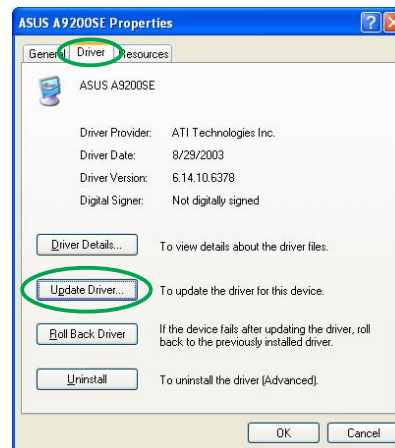 ASUS A9200SE Properties
General Driver Resources
ASUS A9200SE
Driver Provider: ATI Technologies Inc.
Driver Date: 8/29/2003
Driver Version: 6.14.10.6378
Digital Signer: Not digitally signed
Driver Details... To view details about the driver files.
Update Driver... To update the driver for this device.
Roll Back Driver If the device fails after updating the driver, roll
back to the previously installed driver.
Uninstall To uninstall the driver (Advanced).
OK Cancel